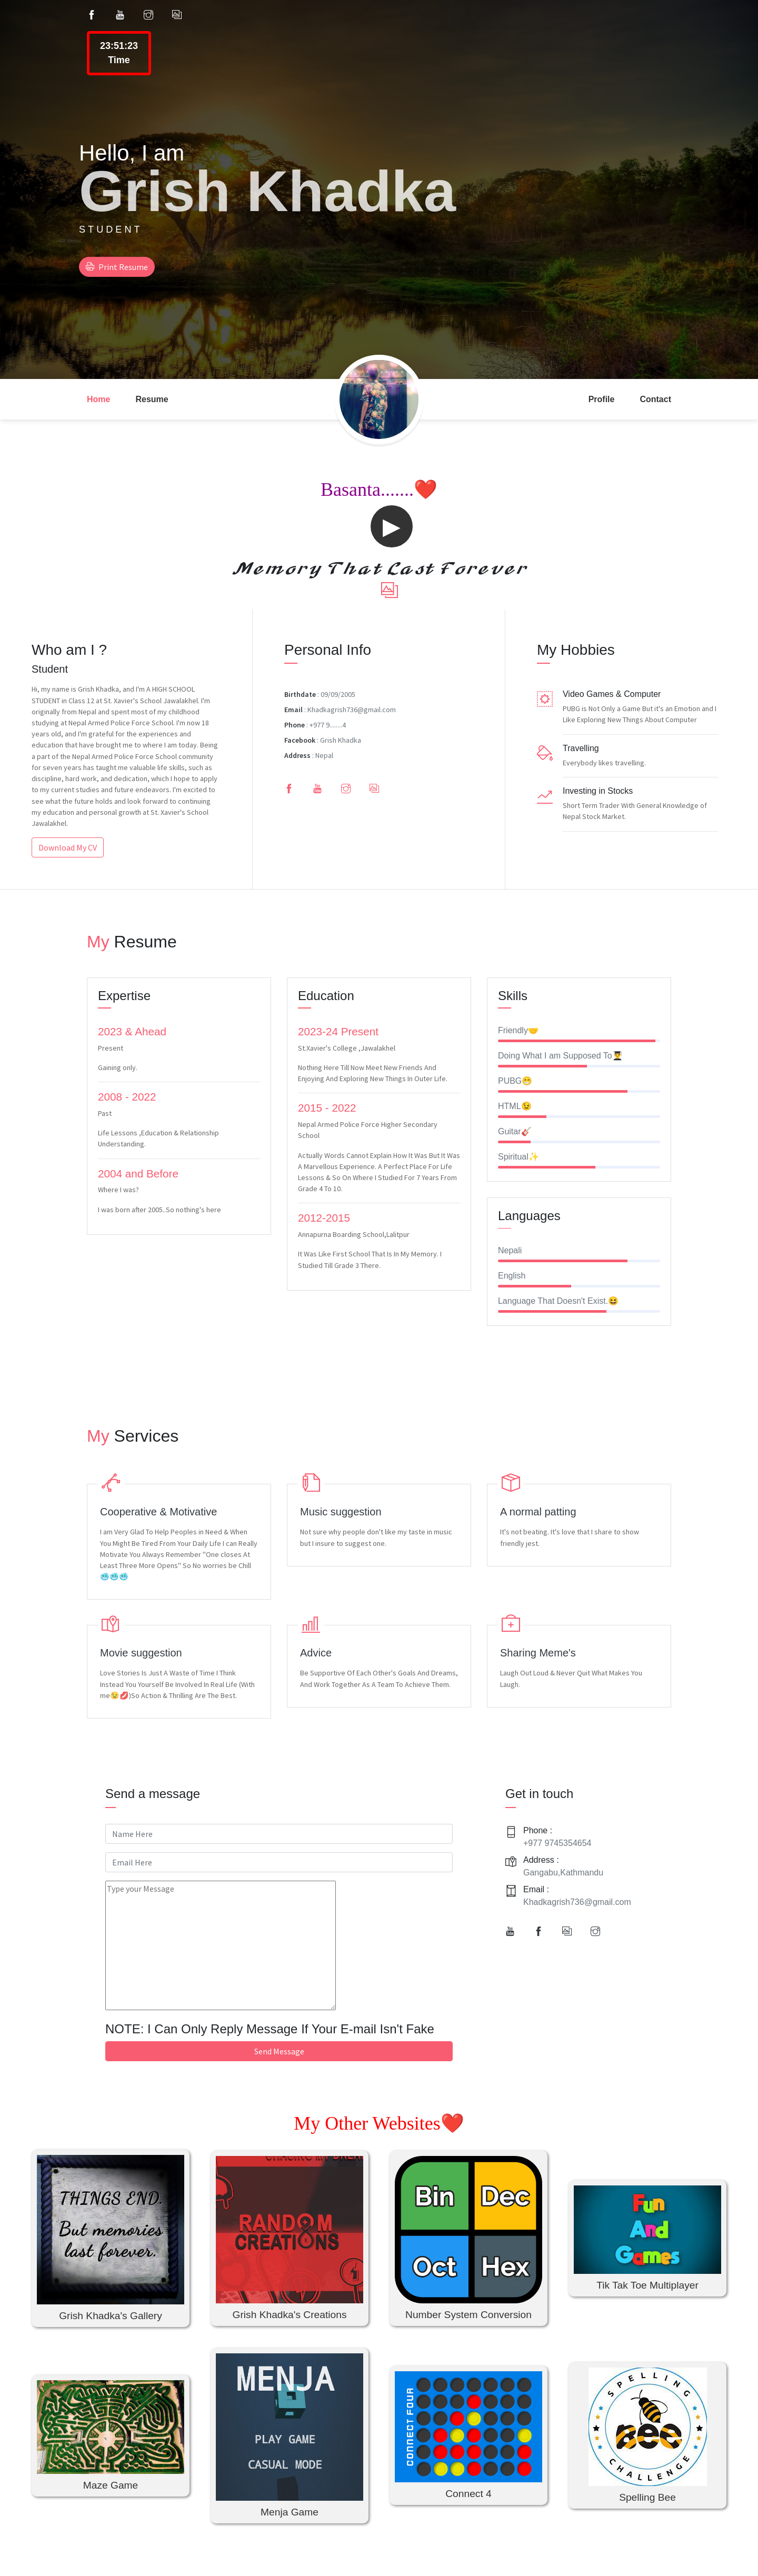 23:51:23
Time
Hello, I am
Grish Khadka
STUDENT
Print Resume
Home
Resume
Profile
Contact
Basanta.......❤️
Memory That Last Forever
Who am I ?
Student
Hi, my name is Grish Khadka, and I'm A HIGH SCHOOL
STUDENT in Class 12 at St. Xavier's School Jawalakhel. I'm
originally from Nepal and spent most of my childhood
studying at Nepal Armed Police Force School. I'm now 18
years old, and I'm grateful for the experiences and
education that have brought me to where I am today. Being
a part of the Nepal Armed Police Force School community
for seven years has taught me valuable life skills, such as
discipline, hard work, and dedication, which I hope to apply
to my current studies and future endeavors. I'm excited to
see what the future holds and look forward to continuing
my education and personal growth at St. Xavier's School
Jawalakhel.
Download My CV
Personal Info
Birthdate : 09/09/2005
Email : Khadkagrish736@gmail.com
Phone : +977 9........4
Facebook : Grish Khadka
Address : Nepal
My Hobbies
Video Games & Computer
PUBG is Not Only a Game But it's an Emotion and I
Like Exploring New Things About Computer
Travelling
Everybody likes travelling.
Investing in Stocks
Short Term Trader With General Knowledge of
Nepal Stock Market.
My Resume
Expertise
2023 & Ahead
Present
Gaining only.
2008 - 2022
Past
Life Lessons ,Education & Relationship
Understanding.
2004 and Before
Where I was?
I was born after 2005..So nothing's here
Education
2023-24 Present
St.Xavier's College ,Jawalakhel
Nothing Here Till Now Meet New Friends And
Enjoying And Exploring New Things In Outer Life.
2015 - 2022
Nepal Armed Police Force Higher Secondary
School
Actually Words Cannot Explain How It Was But It Was
A Marvellous Experience. A Perfect Place For Life
Lessons & So On Where I Studied For 7 Years From
Grade 4 To 10.
2012-2015
Annapurna Boarding School,Lalitpur
It Was Like First School That Is In My Memory. I
Studied Till Grade 3 There.
Skills
Friendly🤝
Doing What I am Supposed To👨‍🎓
PUBG😁
HTML😉
Guitar🎸
Spiritual✨
Languages
Nepali
English
Language That Doesn't Exist.😆
My Services
Cooperative & Motivative
I am Very Glad To Help Peoples in Need & When
You Might Be Tired From Your Daily Life I can Really
Motivate You Always Remember "One closes At
Least Three More Opens" So No worries be Chill
🥶🥶🥶
Music suggestion
Not sure why people don't like my taste in music
but I insure to suggest one.
A normal patting
It's not beating. It's love that I share to show
friendly jest.
Movie suggestion
Love Stories Is Just A Waste of Time I Think
Instead You Yourself Be Involved In Real Life (With
me😉💋)So Action & Thrilling Are The Best.
Advice
Be Supportive Of Each Other's Goals And Dreams,
And Work Together As A Team To Achieve Them.
Sharing Meme's
Laugh Out Loud & Never Quit What Makes You
Laugh.
Send a message
Name Here
Email Here
Type your Message
NOTE: I Can Only Reply Message If Your E-mail Isn't Fake
Send Message
Get in touch
Phone :
+977 9745354654
Address :
Gangabu,Kathmandu
Email :
Khadkagrish736@gmail.com
My Other Websites❤️
THINGS END.
But memories
last forever.
Grish Khadka's Gallery
RANDOM
CREATIONS
Grish Khadka's Creations
Bin
Dec
Oct
Hex
Number System Conversion
Fun
And
Games
Tik Tak Toe Multiplayer
Maze Game
MENJA
PLAY GAME
CASUAL MODE
Menja Game
CONNECT FOUR
Connect 4
SPELLING
BEE
CHALLENGE
Spelling Bee